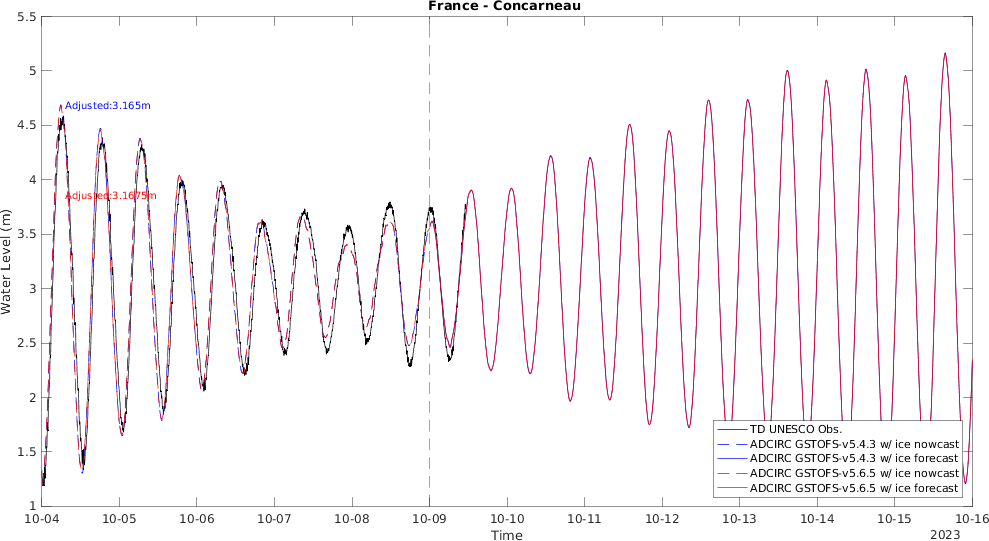 France - Concarneau
5.5
5
4.5
4
3.5
3
2.5
2
1.5
1
Water Level (m)
Adjusted:3.165m
Adjusted:3.1675m
TD UNESCO Obs.
ADCIRC GSTOFS-v5.4.3 w/ ice nowcast
ADCIRC GSTOFS-v5.4.3 w/ ice forecast
ADCIRC GSTOFS-v5.6.5 w/ ice nowcast
ADCIRC GSTOFS-v5.6.5 w/ ice forecast
10-04 10-05 10-06 10-07 10-08 10-09 10-10 10-11 10-12 10-13 10-14 10-15 10-16
Time
2023